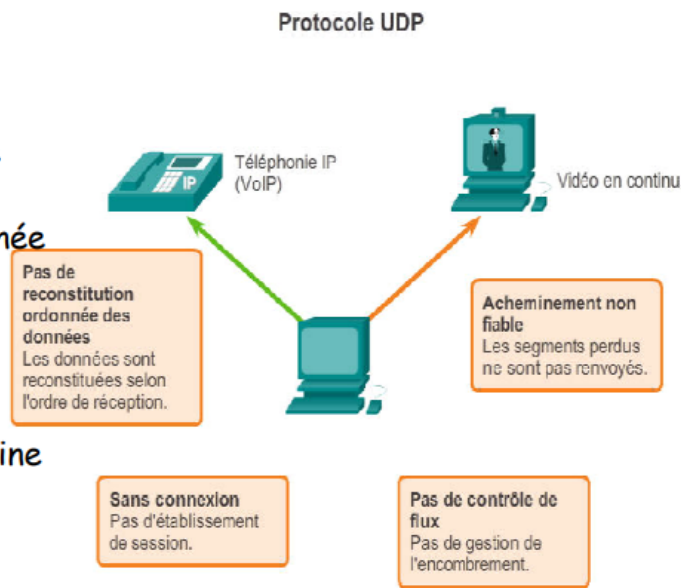 Protocole UDP
IP
Téléphonie IP
(VoIP)
Vidéo en continu
née
Pas de
reconstitution
ordonnée des
données
Les données sont
reconstituées selon
l'ordre de réception.
Acheminement non
fiable
Les segments perdus
ne sont pas renvoyés.
ine
Sans connexion
Pas d'établissement
de session.
Pas de contrôle de
flux
Pas de gestion de
l'encombrement.